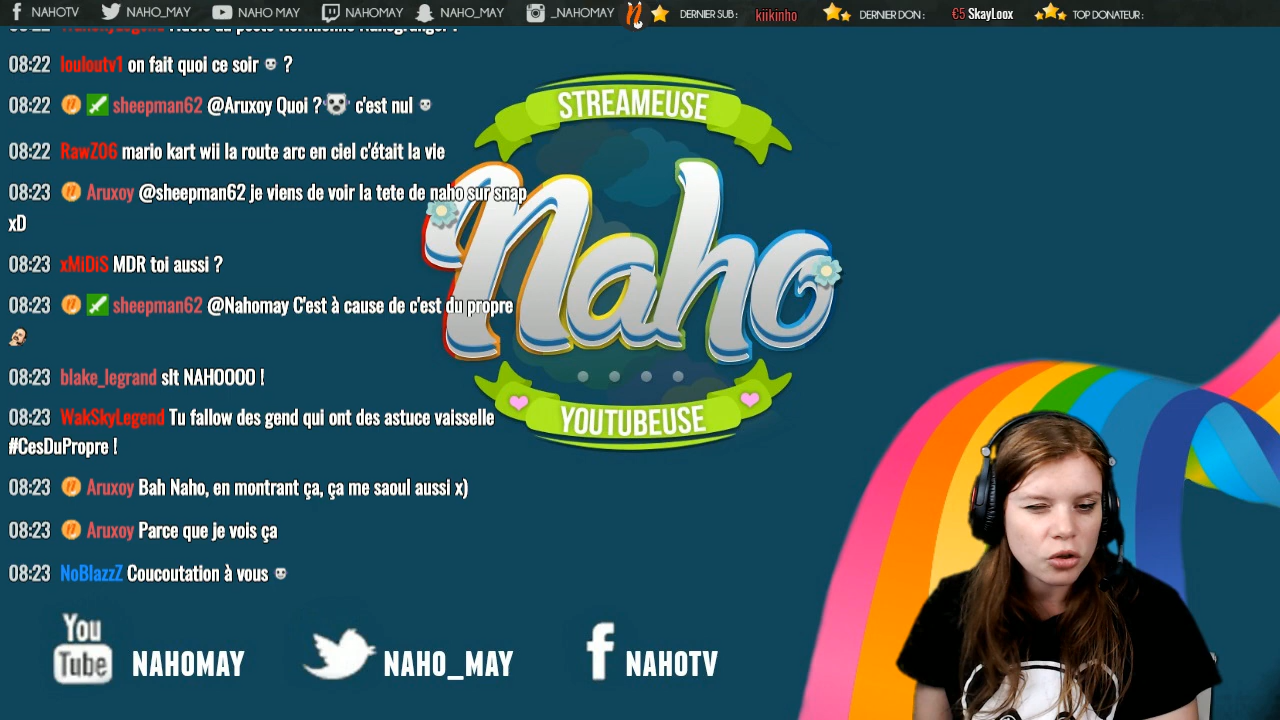 NAHOTV NAHO_MAY NAHO MAY NAHOMAY NAHO_MAY _NAHOMAY DERNIER SUB : kiikinho DERNIER DON : €5 SkayLoox TOP DONATEUR :
08:22 louloutv1 on fait quoi ce soir ?
08:22 sheepman62 @Aruxoy Quoi ? c'est nul
08:22 RawZ06 mario kart wii la route arc en ciel c'était la vie
08:23 Aruxoy @sheepman62 je viens de voir la tete de naho sur snap
xD
08:23 xMiDiS MDR toi aussi ?
08:23 sheepman62 @Nahomay C'est à cause de c'est du propre
08:23 blake_legrand slt NAHOOOO !
08:23 WakSkyLegend Tu fallow des gend qui ont des astuce vaisselle
#CesDuPropre !
08:23 Aruxoy Bah Naho, en montrant ça, ça me saoul aussi x)
08:23 Aruxoy Parce que je vois ça
08:23 NoBlazzZ Coucoutation à vous
STREAMEUSE
Naho
YOUTUBEUSE
You
Tube
NAHOMAY
NAHO_MAY
NAHOTV